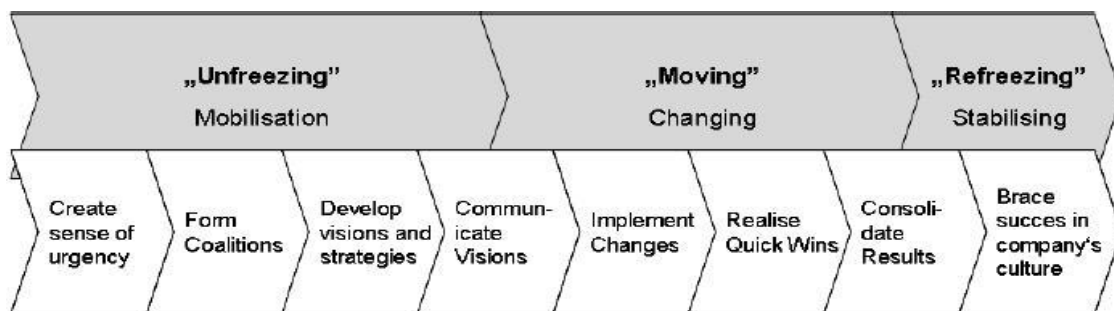 „Unfreezing”
Mobilisation
„Moving”
Changing
„Refreezing”
Stabilising
Create
sense of
urgency
Form
Coalitions
Develop
visions and
strategies
Commun-
icate
Visions
Implement
Changes
Realise
Quick Wins
Consoli-
date
Results
Brace
succes in
company's
culture